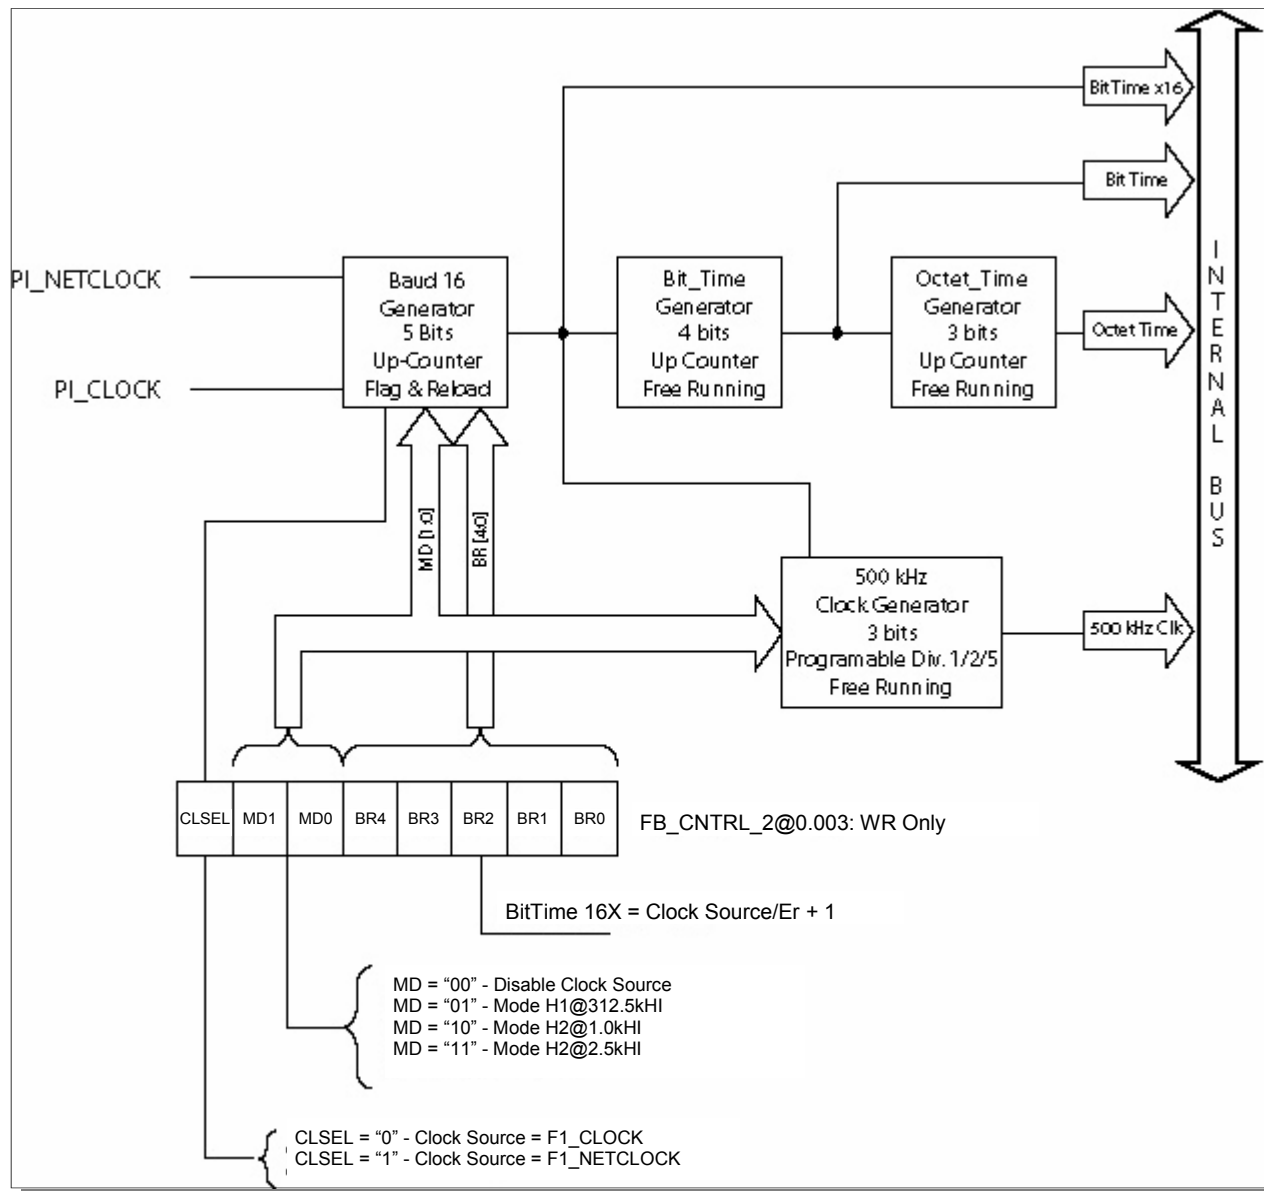 BitTime x16
Bit Time
PI_NETCLOCK
Baud 16
Generator
5 Bits
Up-Counter
Flag & Reload
Bit_Time
Generator
4 bits
Up Counter
Free Running
Octet_Time
Generator
3 bits
Up Counter
Free Running
Octet Time
INTERNAL BUS
PI_CLOCK
MD [1:0]
BR [4:0]
500 kHz
Clock Generator
3 bits
Programable Div. 1/2/5
Free Running
500 kHz Clk
CLSEL MD1 MD0 BR4 BR3 BR2 BR1 BR0
FB_CNTRL_2@0.003: WR Only
BitTime 16X = Clock Source/Er + 1
MD = “00” - Disable Clock Source
MD = “01” - Mode H1@312.5kHI
MD = “10” - Mode H2@1.0kHI
MD = “11” - Mode H2@2.5kHI
CLSEL = “0” - Clock Source = F1_CLOCK
CLSEL = “1” - Clock Source = F1_NETCLOCK